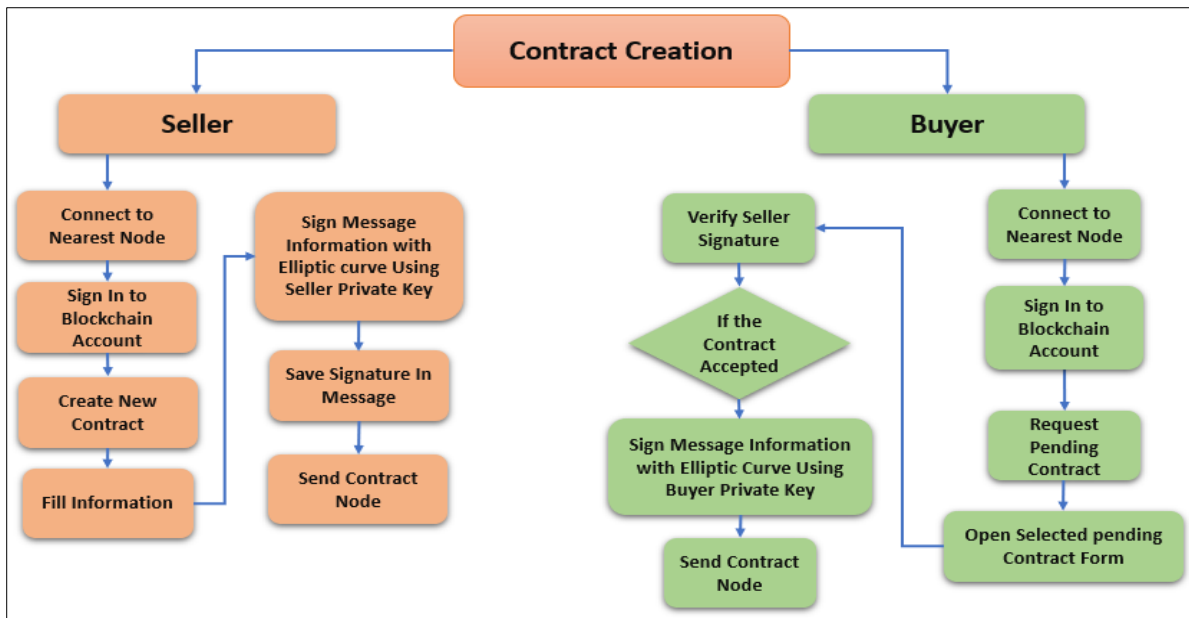 Contract Creation
Seller
Connect to
Nearest Node
Sign In to
Blockchain
Account
Create New
Contract
Fill Information
Sign Message
Information with
Elliptic curve Using
Seller Private Key
Save Signature In
Message
Send Contract
Node
Buyer
Connect to
Nearest Node
Sign In to
Blockchain
Account
Request
Pending
Contract
Open Selected pending
Contract Form
Verify Seller
Signature
If the
Contract
Accepted
Sign Message Information
with Elliptic Curve Using
Buyer Private Key
Send Contract
Node